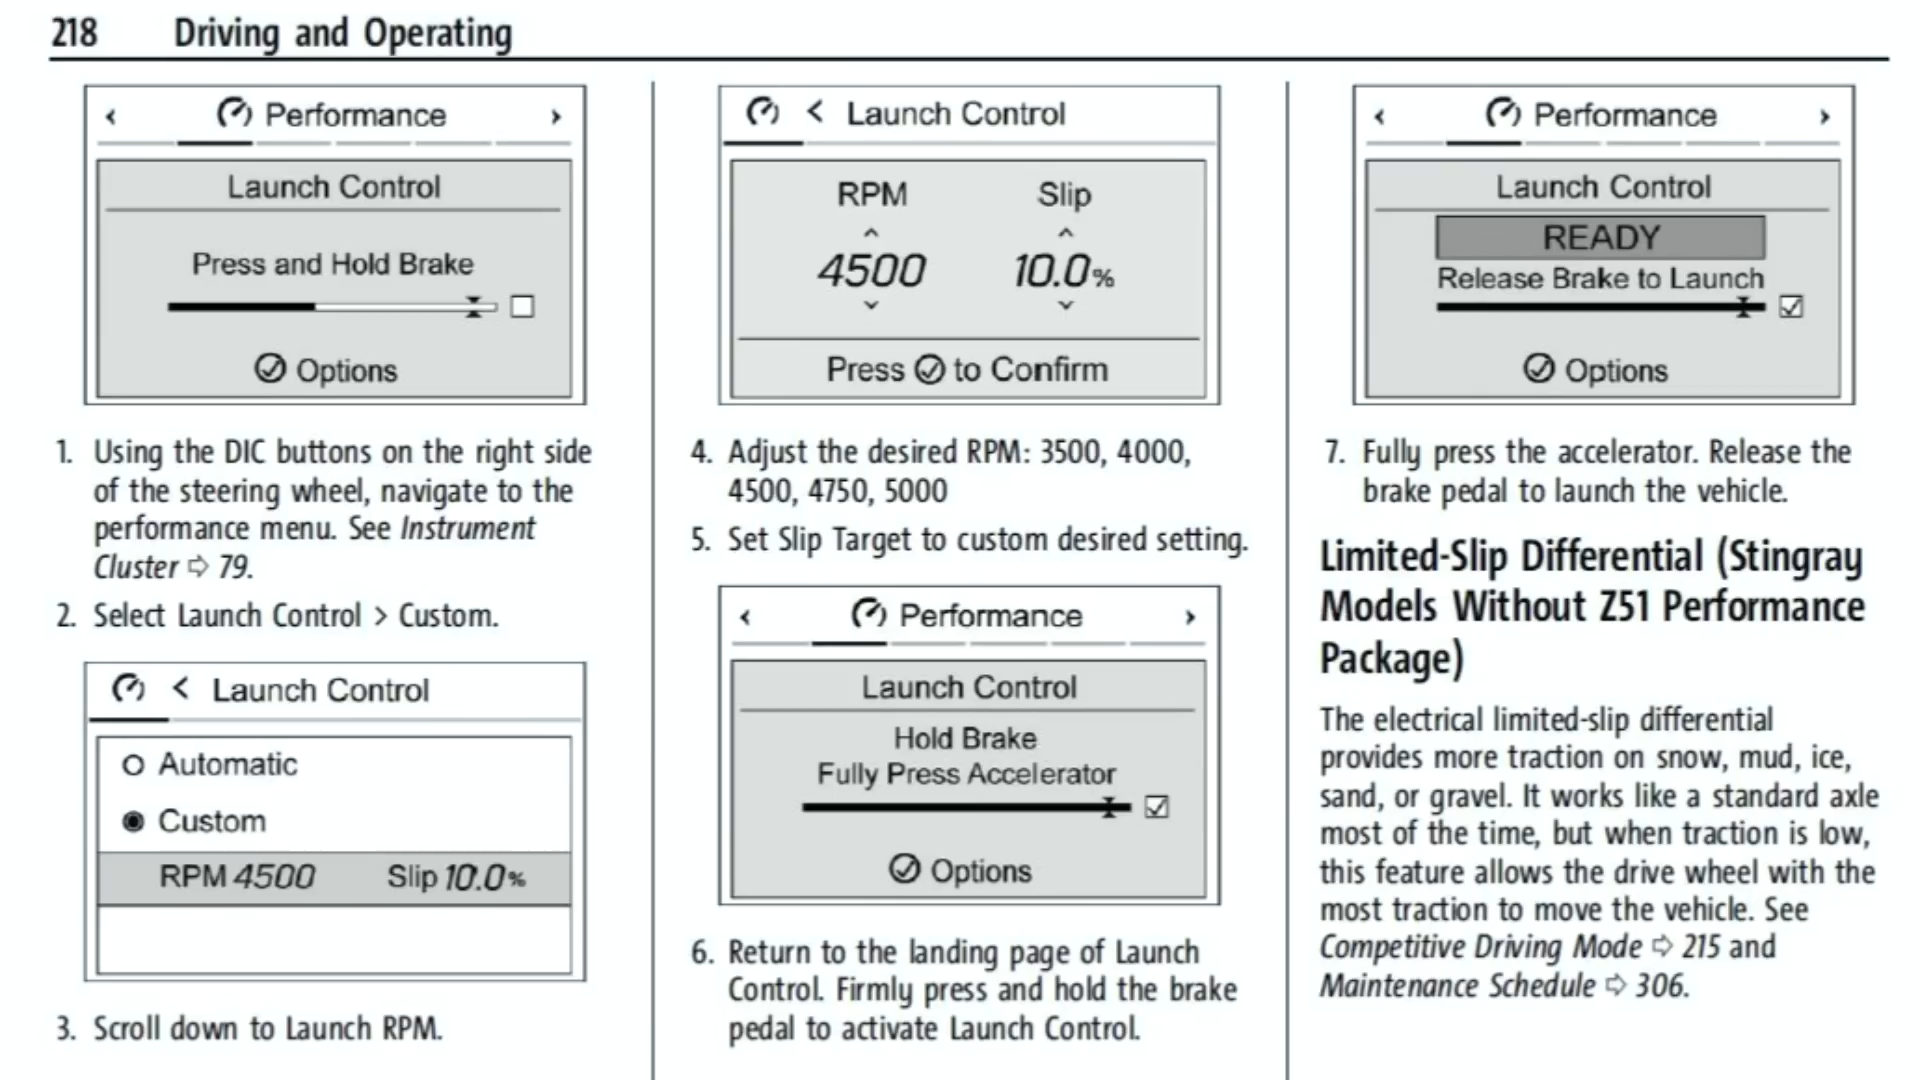 218 Driving and Operating
‹ Performance ›
Launch Control
Press and Hold Brake
Options
1. Using the DIC buttons on the right side
of the steering wheel, navigate to the
performance menu. See Instrument
Cluster ⇨ 79.
2. Select Launch Control > Custom.
< Launch Control
Automatic
Custom
RPM 4500 Slip 10.0%
3. Scroll down to Launch RPM.
< Launch Control
RPM Slip
4500 10.0%
Press to Confirm
4. Adjust the desired RPM: 3500, 4000,
4500, 4750, 5000
5. Set Slip Target to custom desired setting.
‹ Performance ›
Launch Control
Hold Brake
Fully Press Accelerator
Options
6. Return to the landing page of Launch
Control. Firmly press and hold the brake
pedal to activate Launch Control.
‹ Performance ›
Launch Control
READY
Release Brake to Launch
Options
7. Fully press the accelerator. Release the
brake pedal to launch the vehicle.
Limited-Slip Differential (Stingray
Models Without Z51 Performance
Package)
The electrical limited-slip differential
provides more traction on snow, mud, ice,
sand, or gravel. It works like a standard axle
most of the time, but when traction is low,
this feature allows the drive wheel with the
most traction to move the vehicle. See
Competitive Driving Mode ⇨ 215 and
Maintenance Schedule ⇨ 306.